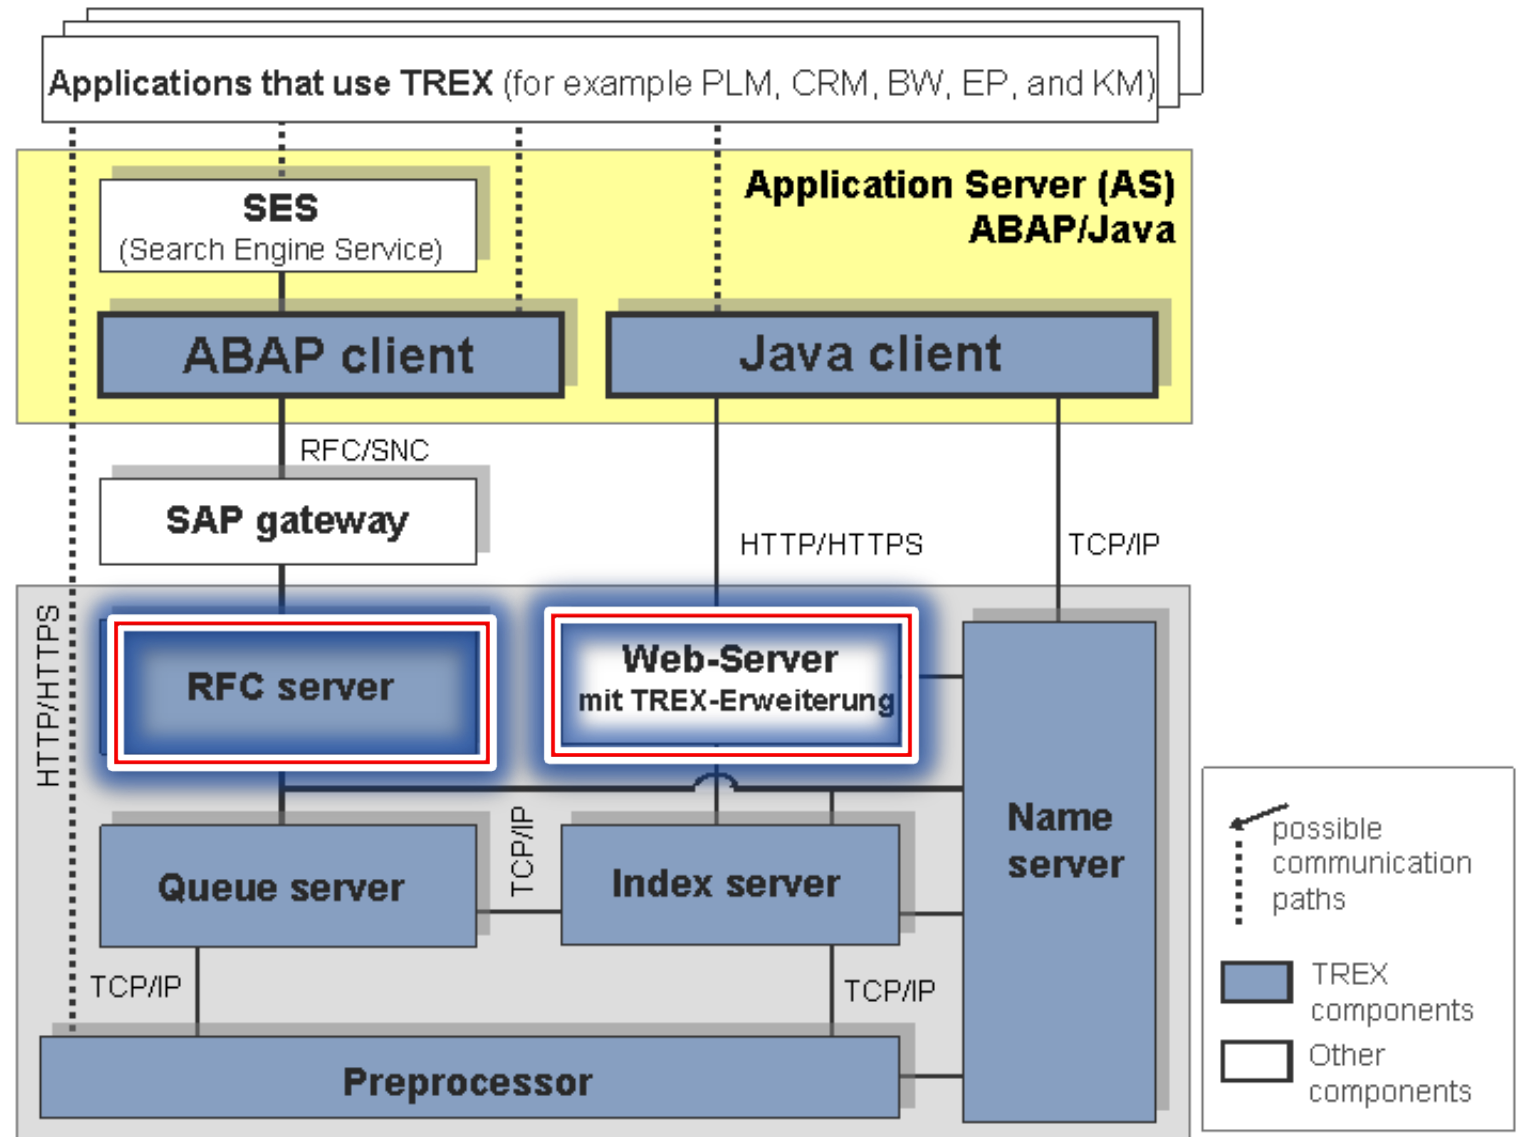 Applications that use TREX (for example PLM, CRM, BW, EP, and KM)
Application Server (AS)
ABAP/Java
SES
(Search Engine Service)
ABAP client
Java client
RFC/SNC
SAP gateway
HTTP/HTTPS
TCP/IP
HTTP/HTTPS
RFC server
Web-Server
mit TREX-Erweiterung
Name
server
TCP/IP
Queue server
Index server
TCP/IP
TCP/IP
Preprocessor
possible
communication
paths
TREX
components
Other
components